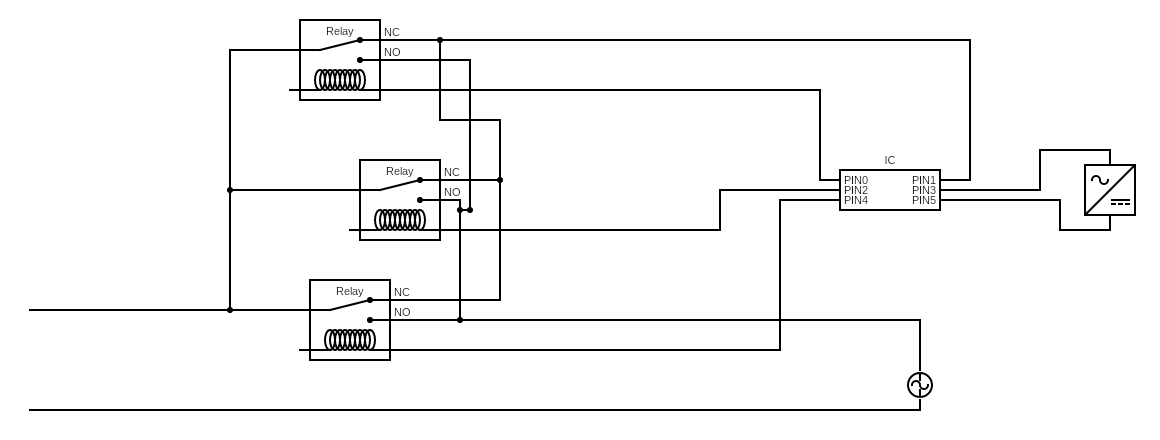 Relay
NC
NO
Relay
NC
NO
IC
PIN0 PIN1
PIN2 PIN3
PIN4 PIN5
Relay
NC
NO